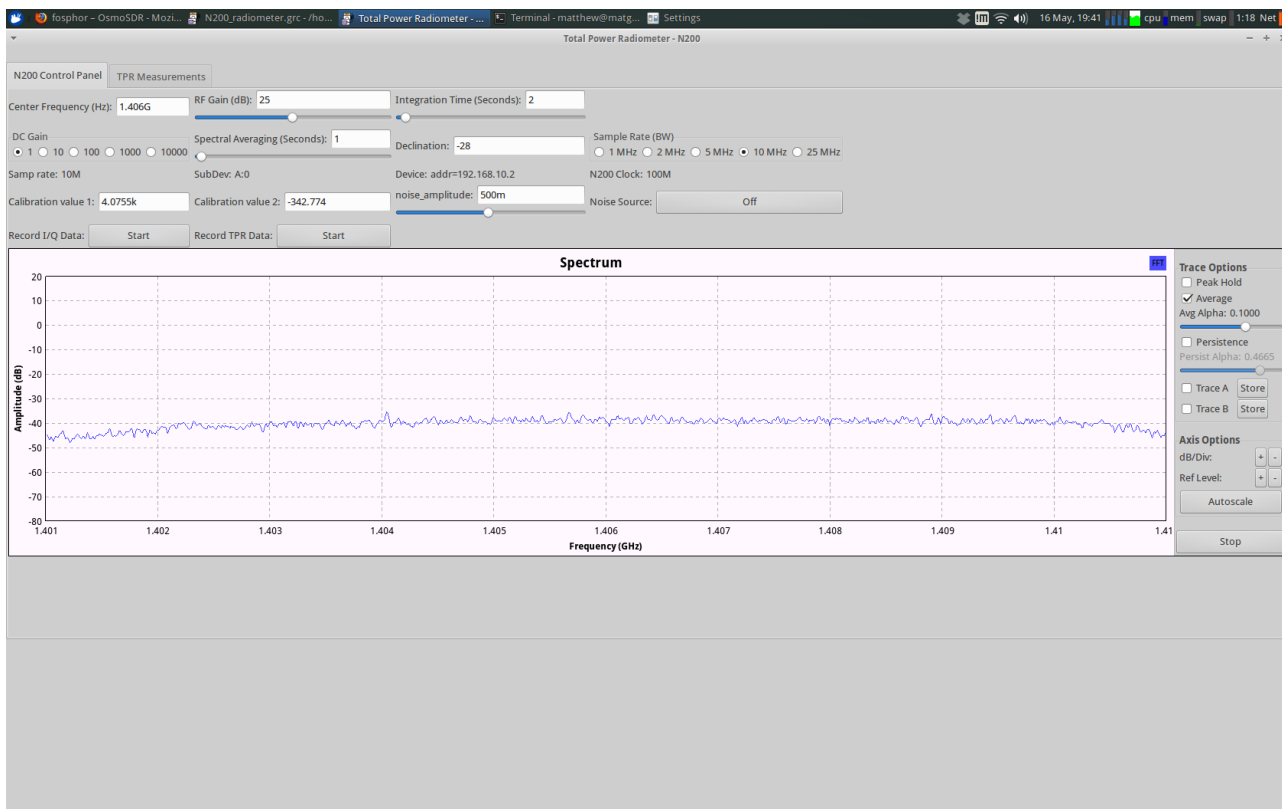 fosphor – OsmoSDR - Mozi... N200_radiometer.grc - /ho... Total Power Radiometer - ... Terminal - matthew@matg... Settings 16 May, 19:41 cpu mem swap 1:18 Net
Total Power Radiometer - N200
N200 Control Panel TPR Measurements
Center Frequency (Hz): 1.406G RF Gain (dB): 25 Integration Time (Seconds): 2
DC Gain Spectral Averaging (Seconds): 1 Declination: -28 Sample Rate (BW)
1 10 100 1000 10000 1 MHz 2 MHz 5 MHz 10 MHz 25 MHz
Samp rate: 10M SubDev: A:0 Device: addr=192.168.10.2 N200 Clock: 100M
Calibration value 1: 4.0755k Calibration value 2: -342.774 noise_amplitude: 500m Noise Source: Off
Record I/Q Data: Start Record TPR Data: Start
Spectrum
FFT
Trace Options
Peak Hold
Average
Avg Alpha: 0.1000
Persistence
Persist Alpha: 0.4665
Trace A Store
Trace B Store
Axis Options
dB/Div: + -
Ref Level: + -
Autoscale
Stop
Amplitude (dB)
20
10
0
-10
-20
-30
-40
-50
-60
-70
-80
1.401 1.402 1.403 1.404 1.405 1.406 1.407 1.408 1.409 1.41 1.41
Frequency (GHz)